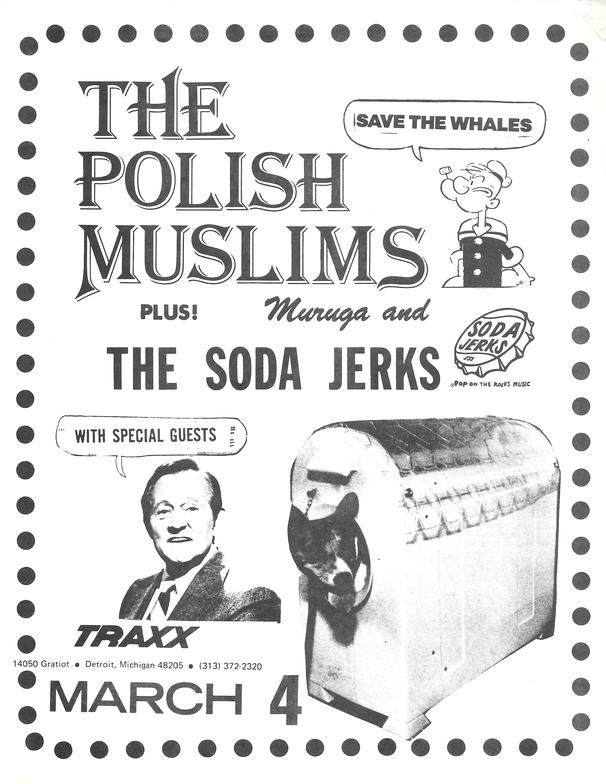 THE
POLISH
MUSLIMS
SAVE THE WHALES
PLUS!
Muruga and
THE SODA JERKS
SODA
JERKS
©POP ON THE ROCKS MUSIC
WITH SPECIAL GUESTS
TRAXX
14050 Gratiot ● Detroit, Michigan 48205 ● (313) 372-2320
MARCH 4